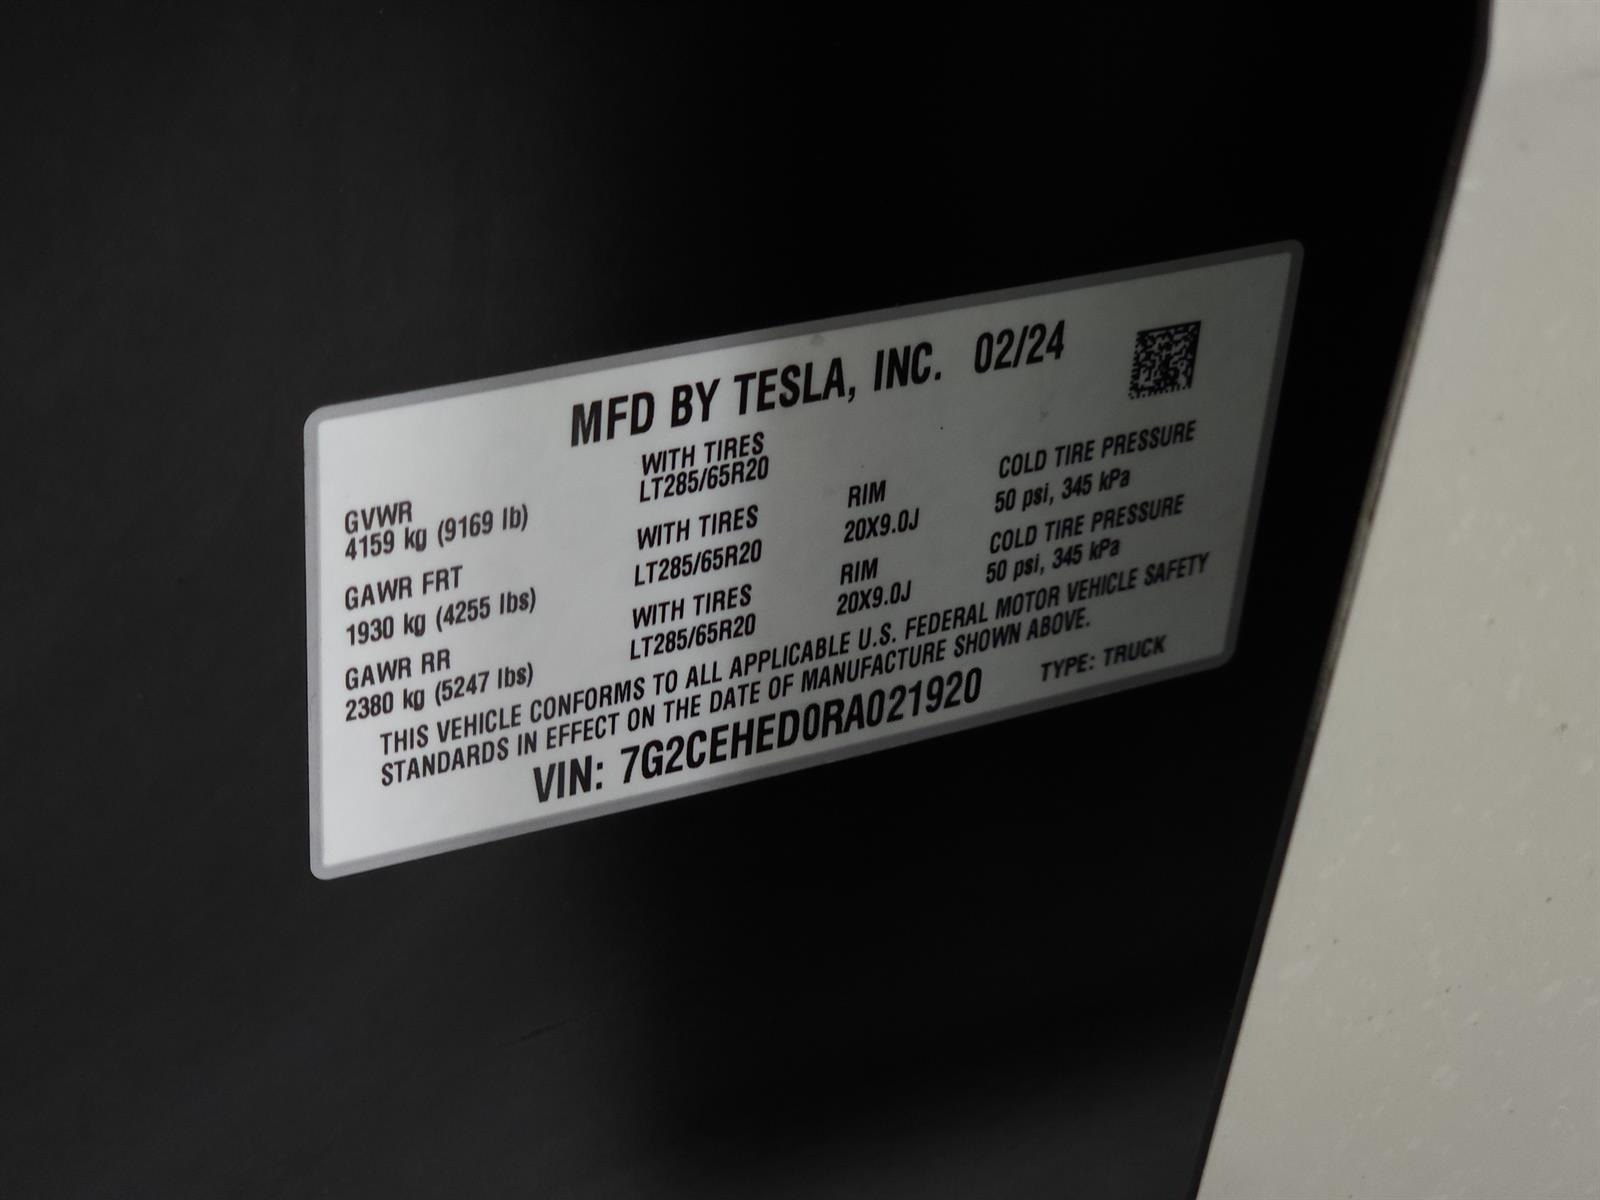 MFD BY TESLA, INC. 02/24
GVWR WITH TIRES
4159 kg (9169 lb) LT285/65R20
GAWR FRT WITH TIRES RIM COLD TIRE PRESSURE
1930 kg (4255 lbs) LT285/65R20 20X9.0J 50 psi, 345 kPa
GAWR RR WITH TIRES RIM COLD TIRE PRESSURE
2380 kg (5247 lbs) LT285/65R20 20X9.0J 50 psi, 345 kPa
THIS VEHICLE CONFORMS TO ALL APPLICABLE U.S. FEDERAL MOTOR VEHICLE SAFETY
STANDARDS IN EFFECT ON THE DATE OF MANUFACTURE SHOWN ABOVE.
VIN: 7G2CEHED0RA021920 TYPE: TRUCK